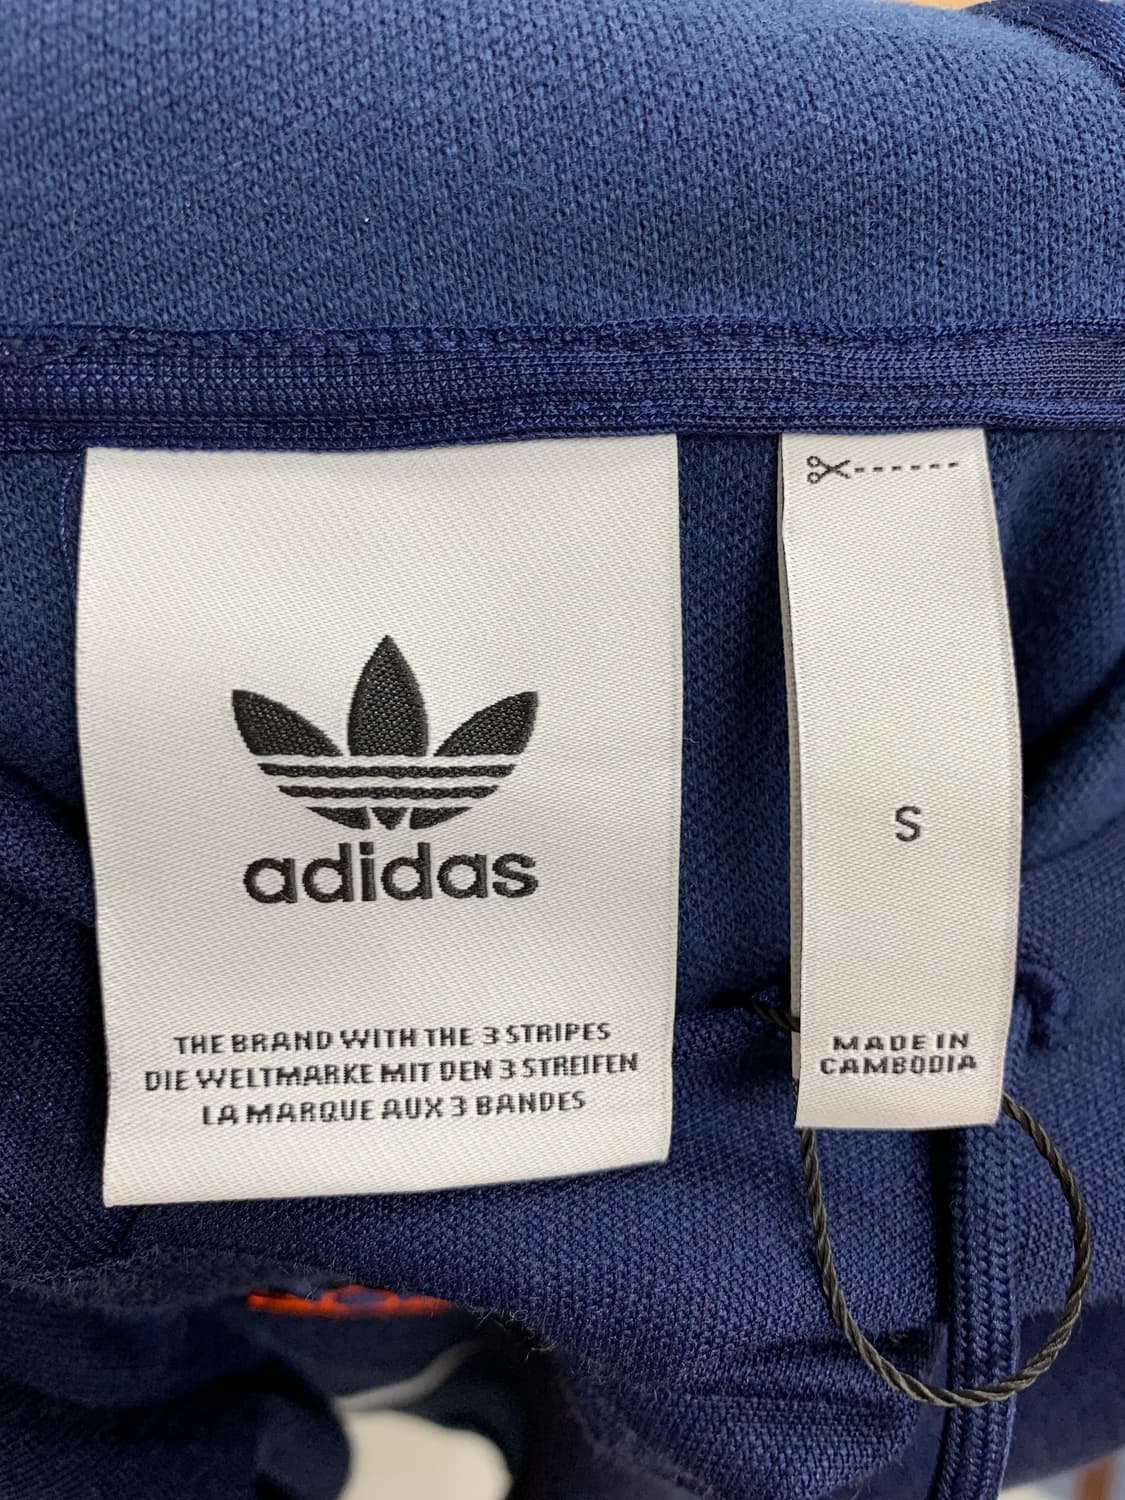 adidas
THE BRAND WITH THE 3 STRIPES
DIE WELTMARKE MIT DEN 3 STREIFEN
LA MARQUE AUX 3 BANDES
S
MADE IN
CAMBODIA